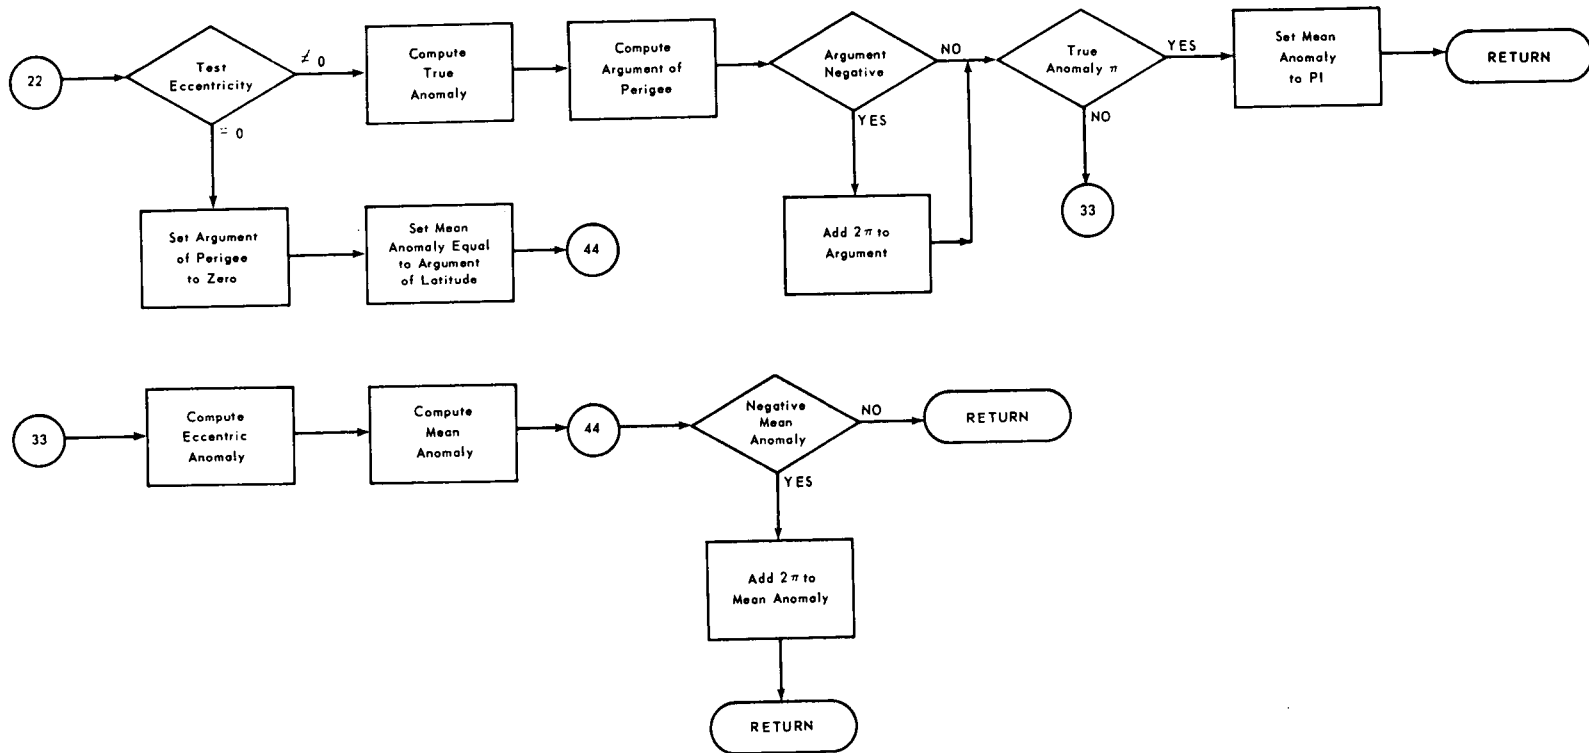 22
Test
Eccentricity
≠ 0
= 0
Compute
True
Anomaly
Compute
Argument of
Perigee
Argument
Negative
NO
YES
True
Anomaly π
YES
NO
Set Mean
Anomaly
to PI
RETURN
33
Add 2π to
Argument
Set Argument
of Perigee
to Zero
Set Mean
Anomaly Equal
to Argument
of Latitude
44
33
Compute
Eccentric
Anomaly
Compute
Mean
Anomaly
44
Negative
Mean
Anomaly
NO
RETURN
YES
Add 2π to
Mean Anomaly
RETURN